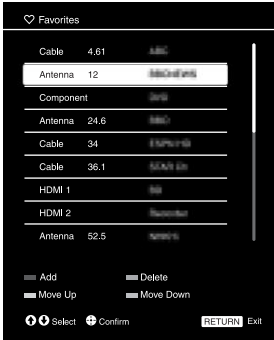 Favorites
Cable 4.61
Antenna 12
Component
Antenna 24.6
Cable 34
Cable 36.1
HDMI 1
HDMI 2
Antenna 52.5
Add Delete
Move Up Move Down
Select Confirm RETURN Exit